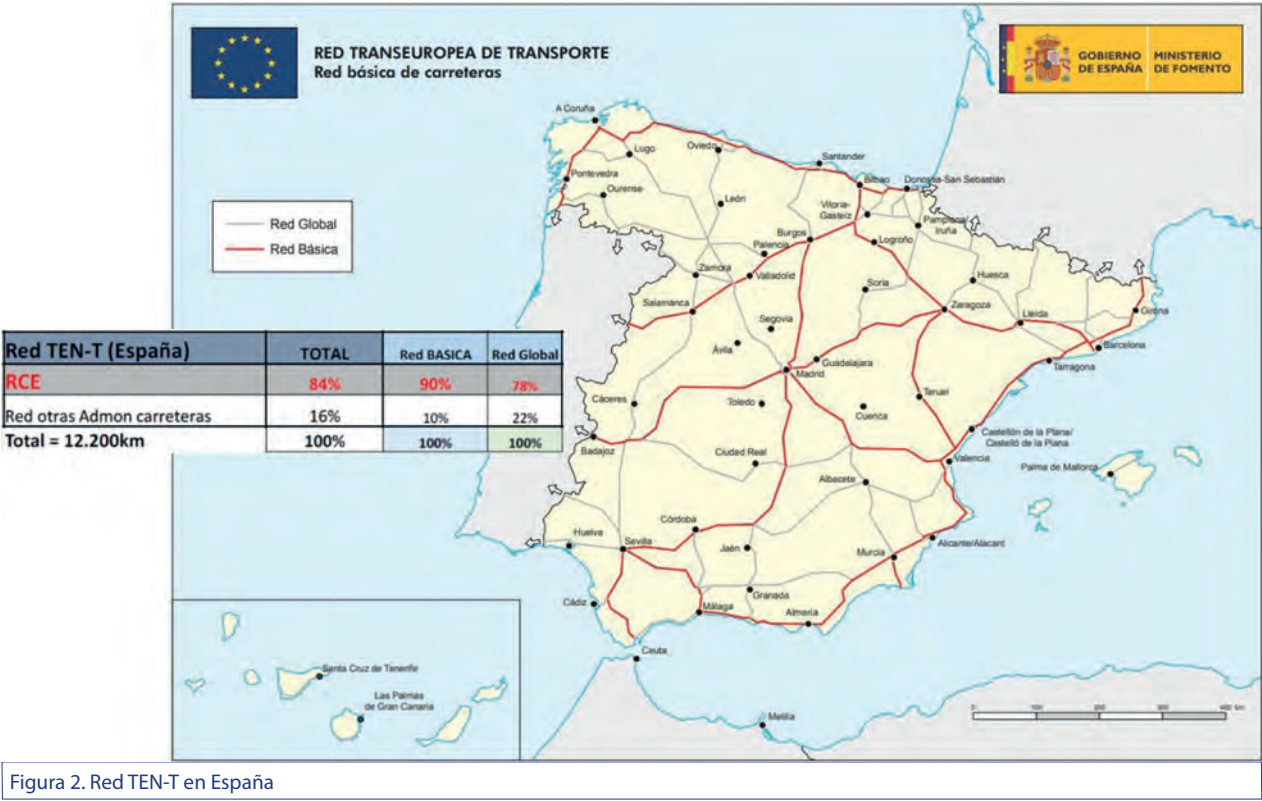 RED TRANSEUROPEA DE TRANSPORTE
Red básica de carreteras
GOBIERNO
DE ESPAÑA
MINISTERIO
DE FOMENTO
Red Global
Red Básica
A Coruña
Lugo
Oviedo
Santander
Bilbao
Donostia-San Sebastián
Pontevedra
Ourense
León
Vitoria-
Gasteiz
Pamplona/
Iruña
Burgos
Logroño
Palencia
Zamora
Valladolid
Soria
Huesca
Salamanca
Zaragoza
Lleida
Girona
Segovia
Barcelona
Ávila
Guadalajara
Tarragona
Madrid
Teruel
Cáceres
Toledo
Cuenca
Castellón de la Plana/
Castelló de la Plana
Badajoz
Ciudad Real
Valencia
Palma de Mallorca
Albacete
Córdoba
Huelva
Sevilla
Jaén
Murcia
Alicante/Alacant
Cádiz
Málaga
Granada
Almería
Ceuta
Melilla
Santa Cruz de Tenerife
Las Palmas
de Gran Canaria
0 100 200 300 400 km
Red TEN-T (España) TOTAL Red BASICA Red Global
RCE 84% 90% 78%
Red otras Admon carreteras 16% 10% 22%
Total = 12.200km 100% 100% 100%
Figura 2. Red TEN-T en España